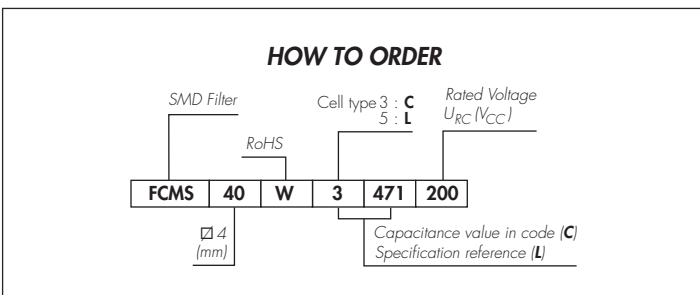 HOW TO ORDER
SMD Filter
RoHS
Cell type 3 : C
5 : L
Rated Voltage
URC (VCC)
FCMS 40 W 3 471 200
4
(mm)
Capacitance value in code (C)
Specification reference (L)